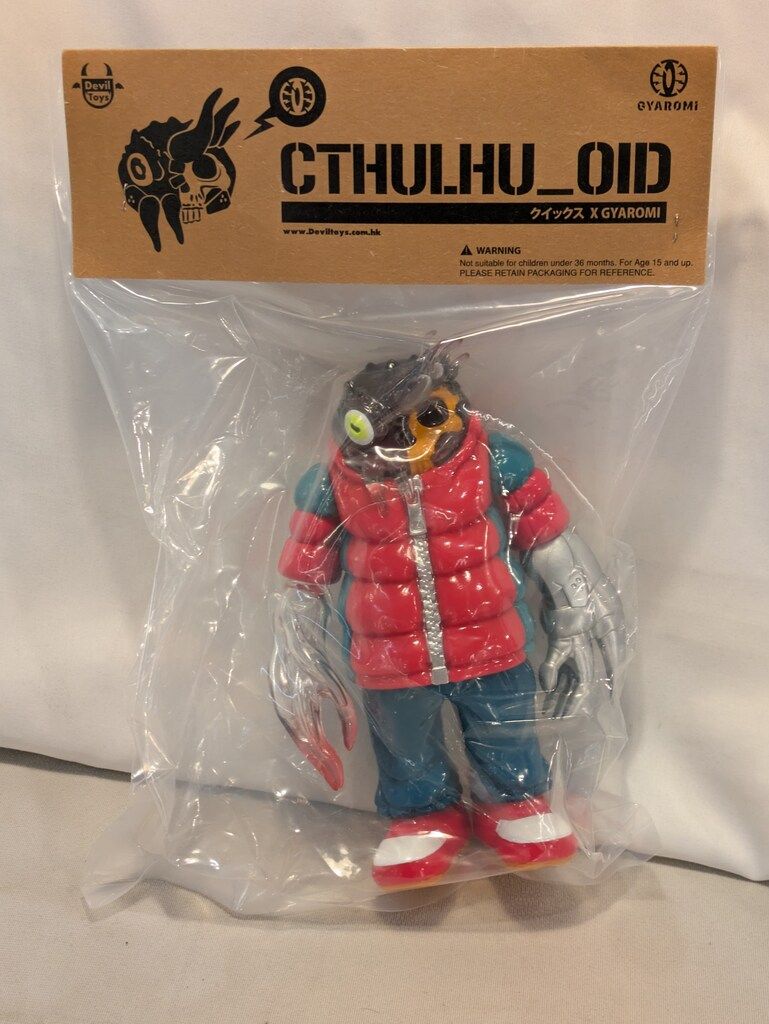 Devil
Toys
GYAROMI
CTHULHU_OID
クイックス X GYAROMI
www.Deviltoys.com.hk
WARNING
Not suitable for children under 36 months. For Age 15 and up.
PLEASE RETAIN PACKAGING FOR REFERENCE.